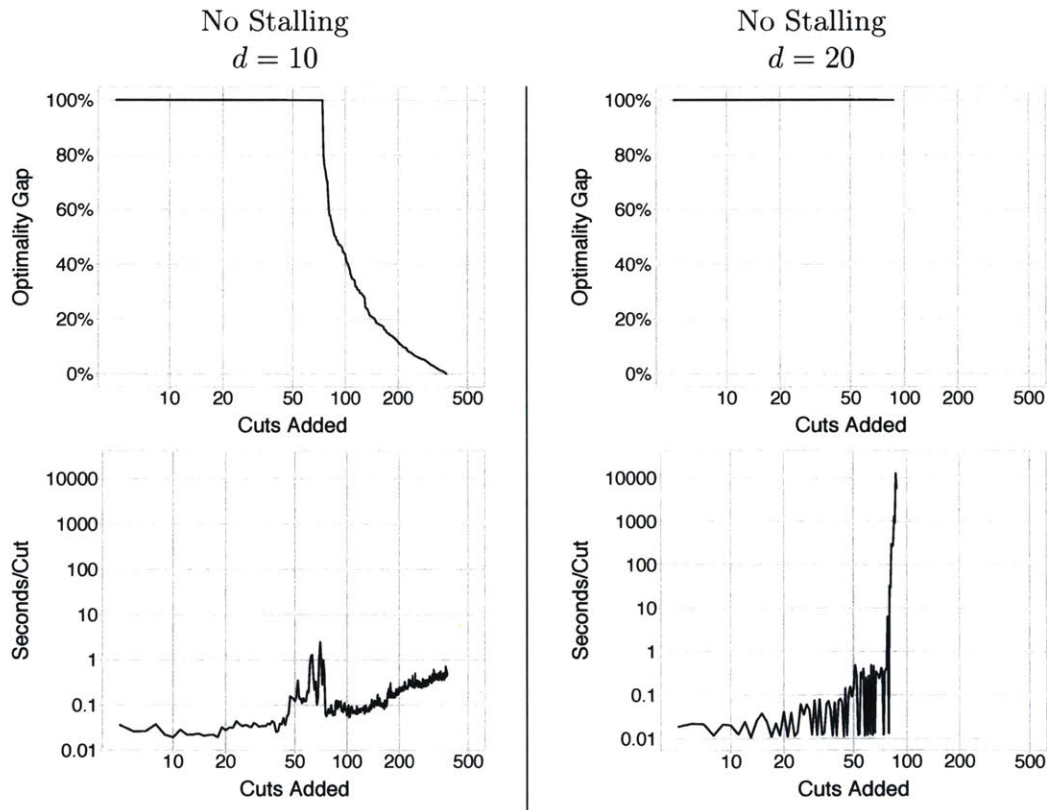 No Stalling
d = 10
100%
80%
60%
40%
20%
0%
Optimality Gap
10 20 50 100 200 500
Cuts Added
10000
1000
100
10
1
0.1
0.01
Seconds/Cut
10 20 50 100 200 500
Cuts Added
No Stalling
d = 20
100%
80%
60%
40%
20%
0%
Optimality Gap
10 20 50 100 200 500
Cuts Added
10000
1000
100
10
1
0.1
0.01
Seconds/Cut
10 20 50 100 200 500
Cuts Added